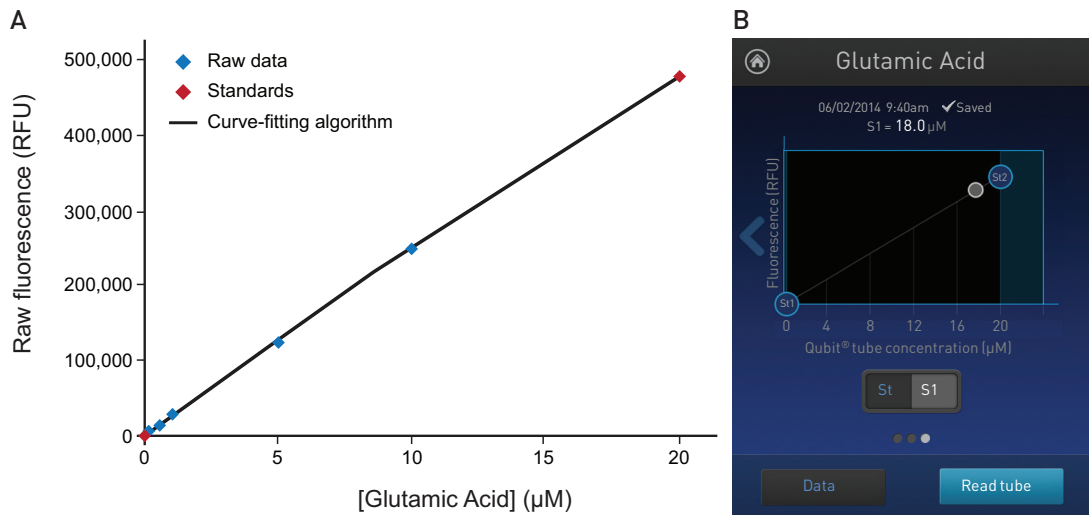 A
Raw fluorescence (RFU)
500,000
400,000
300,000
200,000
100,000
0
Raw data
Standards
Curve-fitting algorithm
0 5 10 15 20
[Glutamic Acid] (µM)
B
Glutamic Acid
06/02/2014 9:40am Saved
S1 = 18.0 µM
Fluorescence (RFU)
St2
St1
0 4 8 12 16 20
Qubit® tube concentration (µM)
St S1
Data Read tube